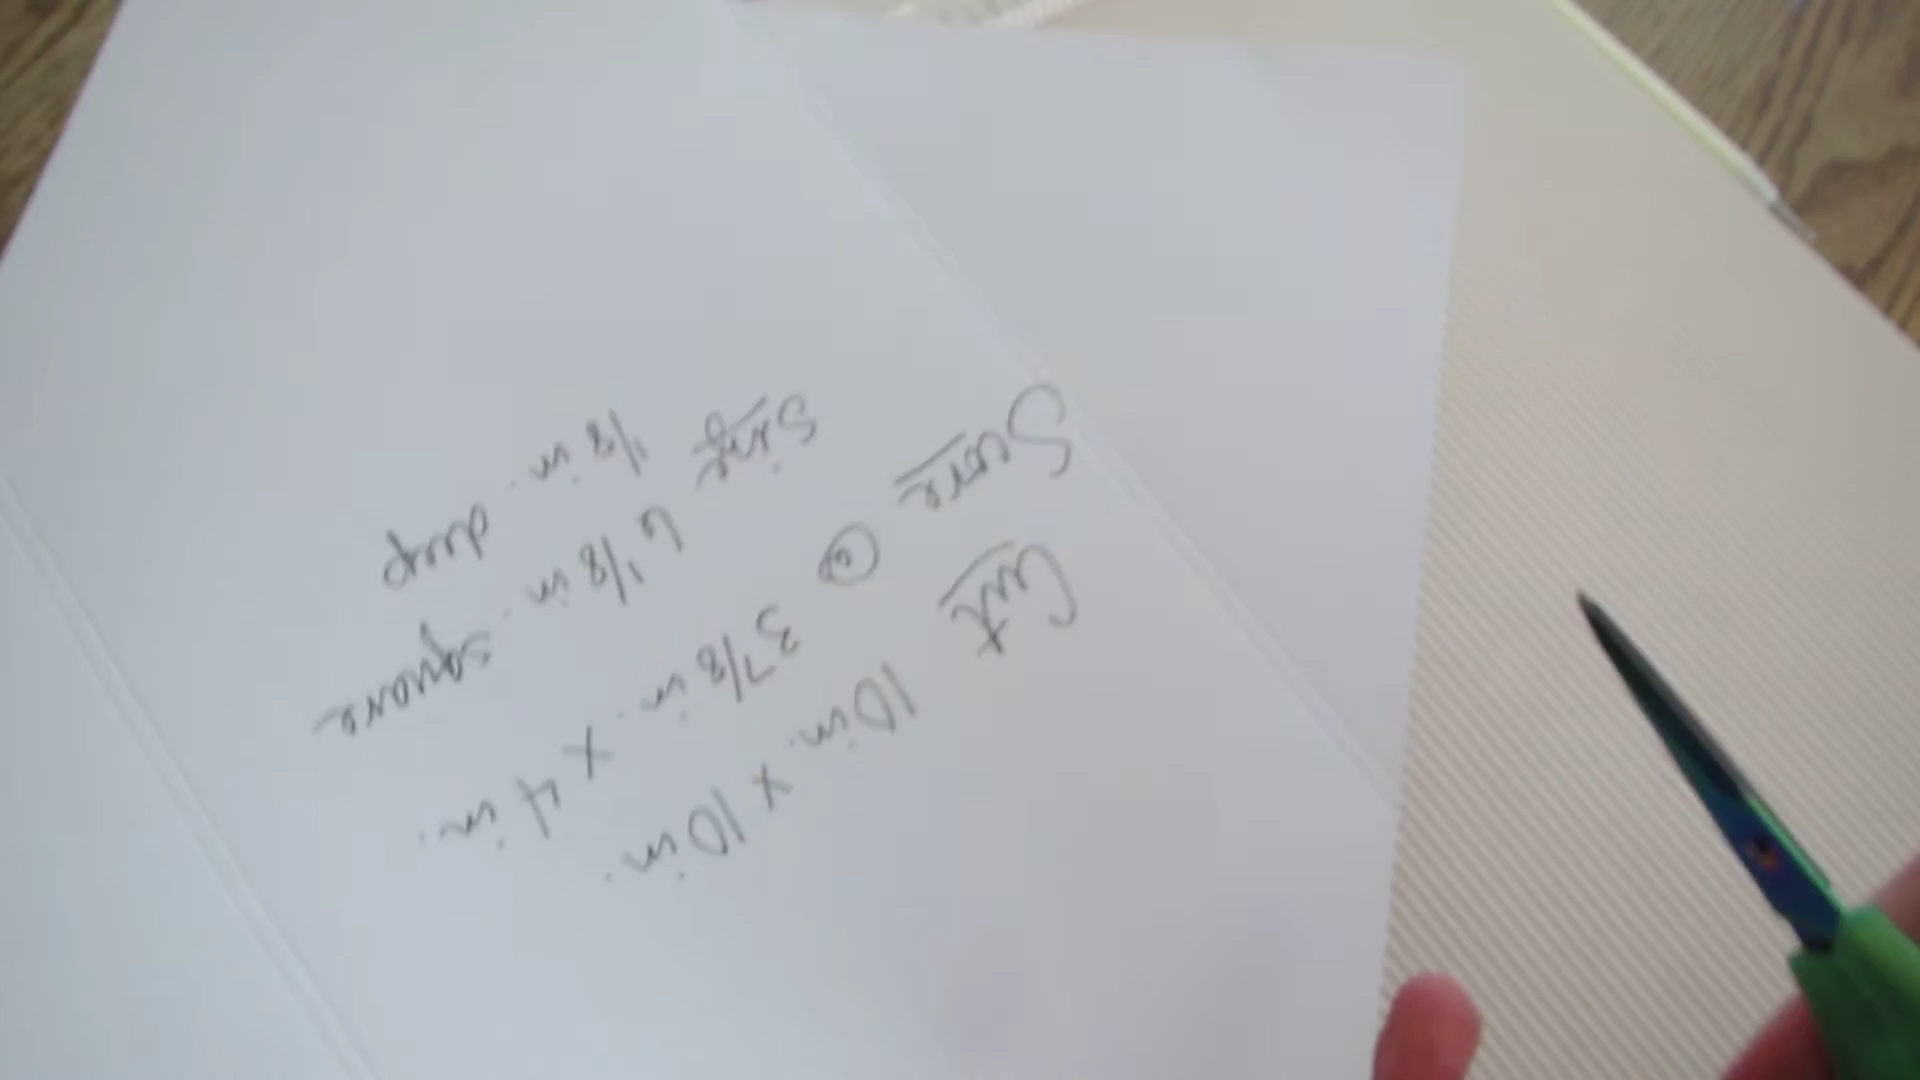 Cut 10 in. x 10 in.
Score @ 3 7/8 in. x 4 in.
Size 6 1/8 in. square
1/8 in. deep